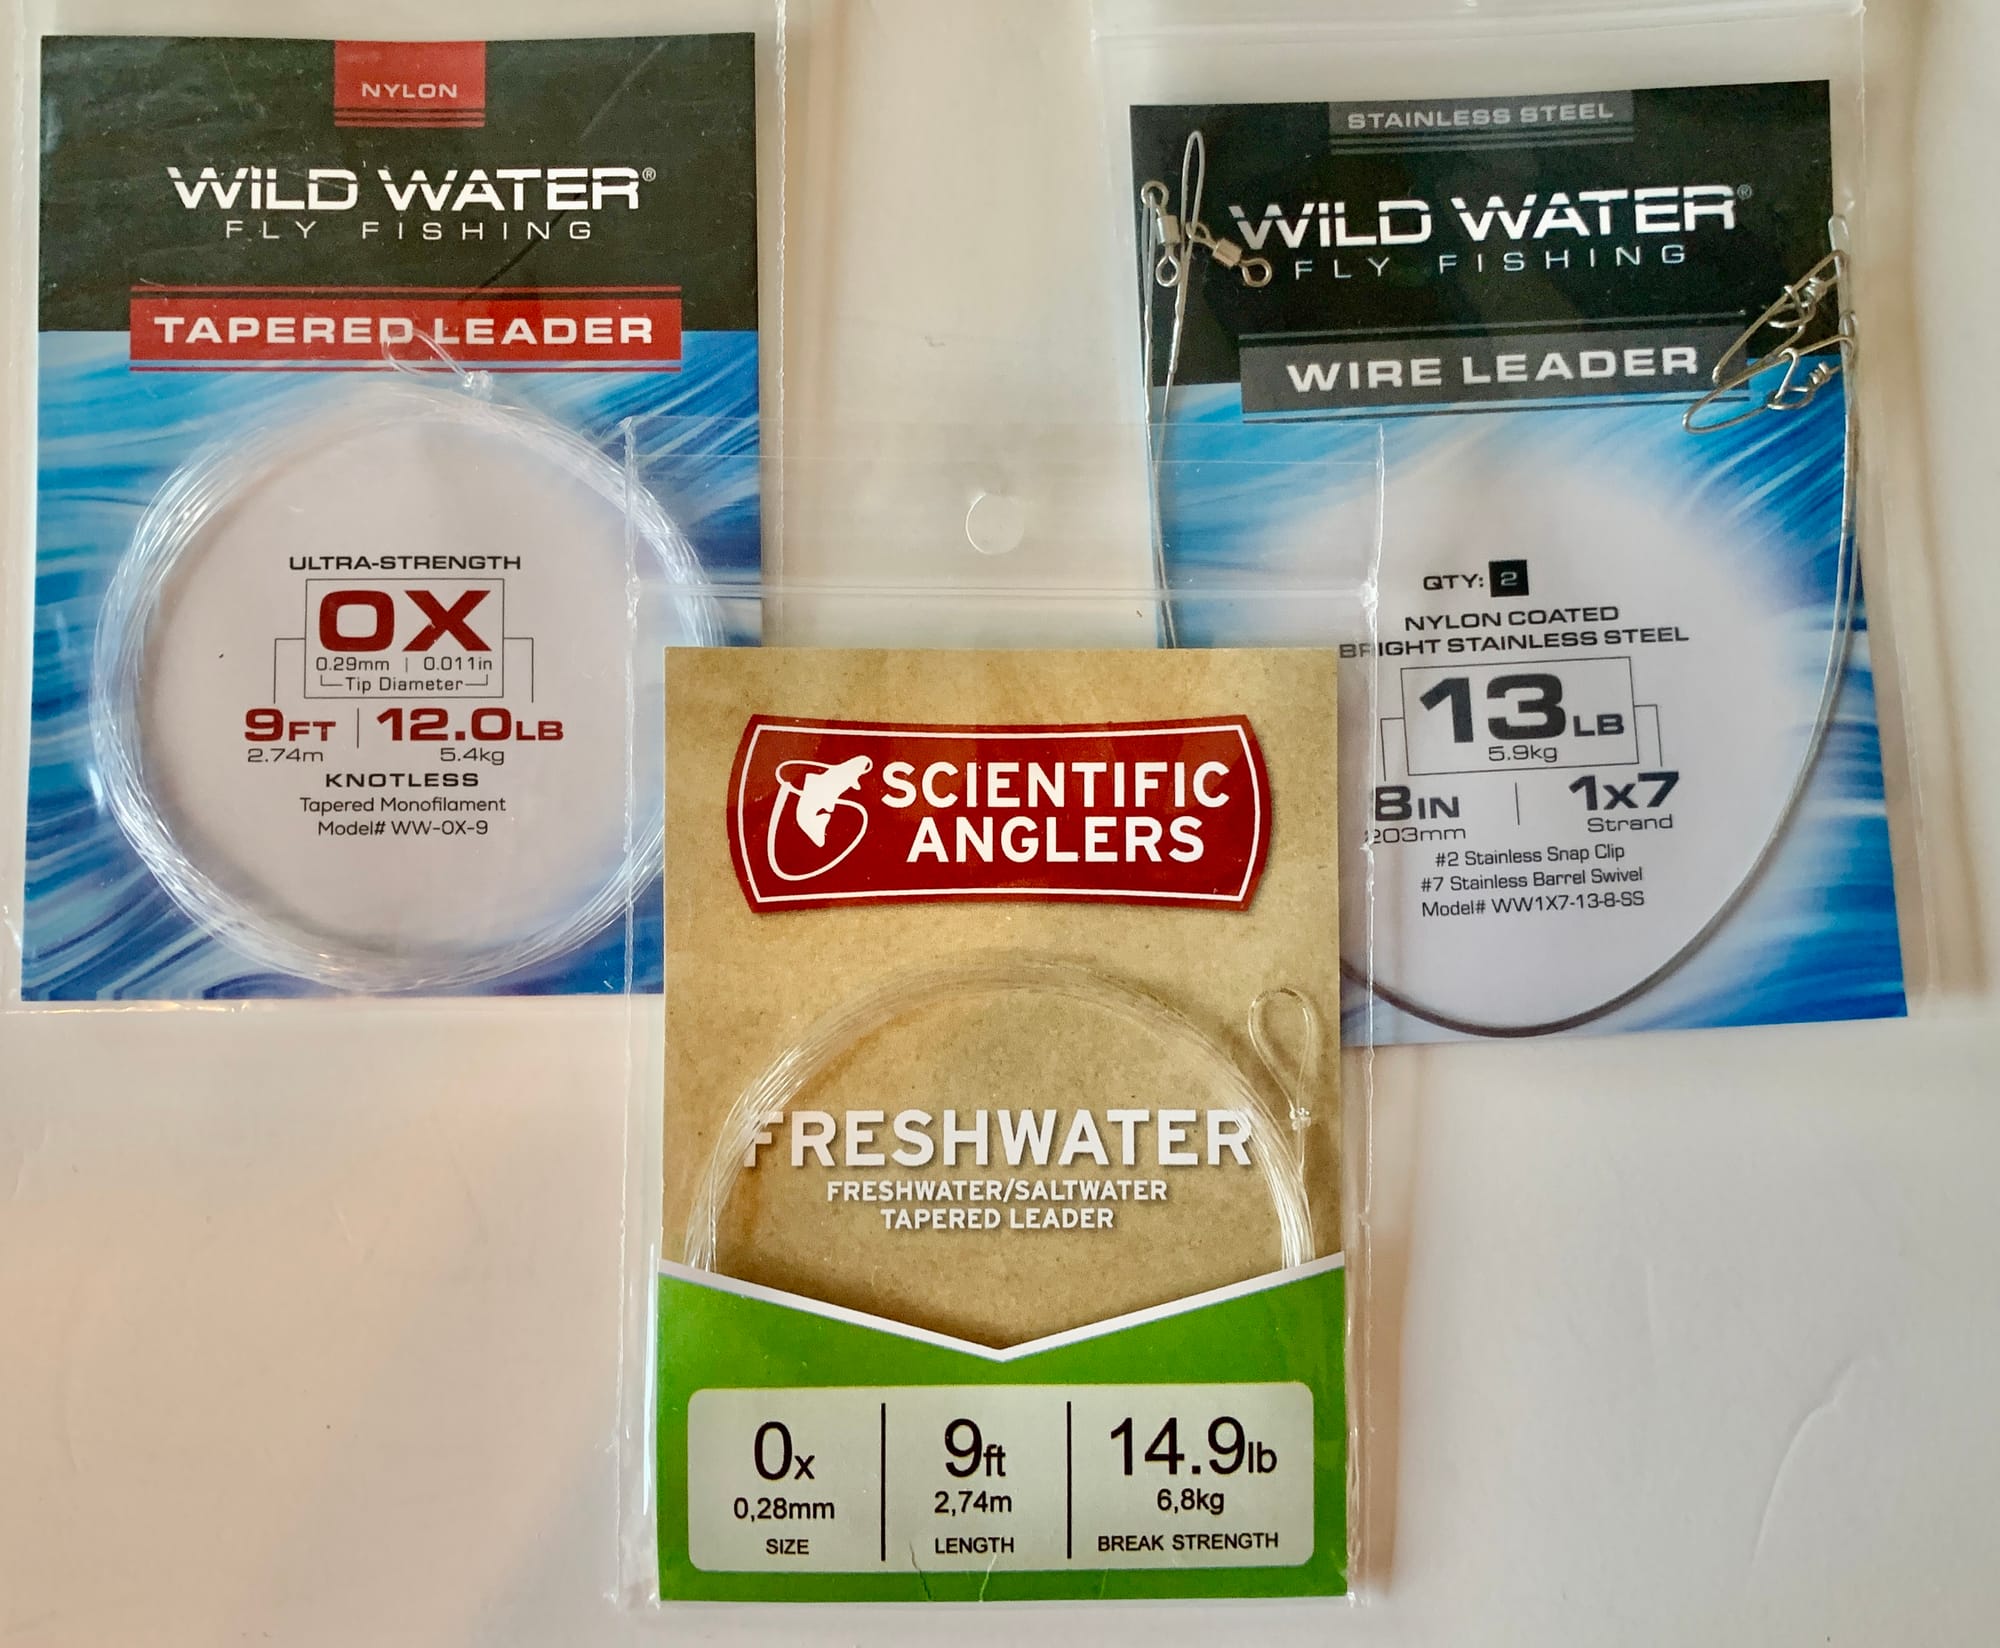 NYLON
WILD WATER®
FLY FISHING
TAPERED LEADER
ULTRA-STRENGTH
0X
0.29mm | 0.011in
Tip Diameter
9FT | 12.0LB
2.74m 5.4kg
KNOTLESS
Tapered Monofilament
Model# WW-0X-9
STAINLESS STEEL
WILD WATER®
FLY FISHING
WIRE LEADER
QTY: 2
NYLON COATED
BRIGHT STAINLESS STEEL
13LB
5.9kg
8IN | 1x7
203mm Strand
#2 Stainless Snap Clip
#7 Stainless Barrel Swivel
Model# WW1X7-13-8-SS
SCIENTIFIC
ANGLERS
FRESHWATER
FRESHWATER/SALTWATER
TAPERED LEADER
0x 9ft 14.9lb
0,28mm 2,74m 6,8kg
SIZE LENGTH BREAK STRENGTH